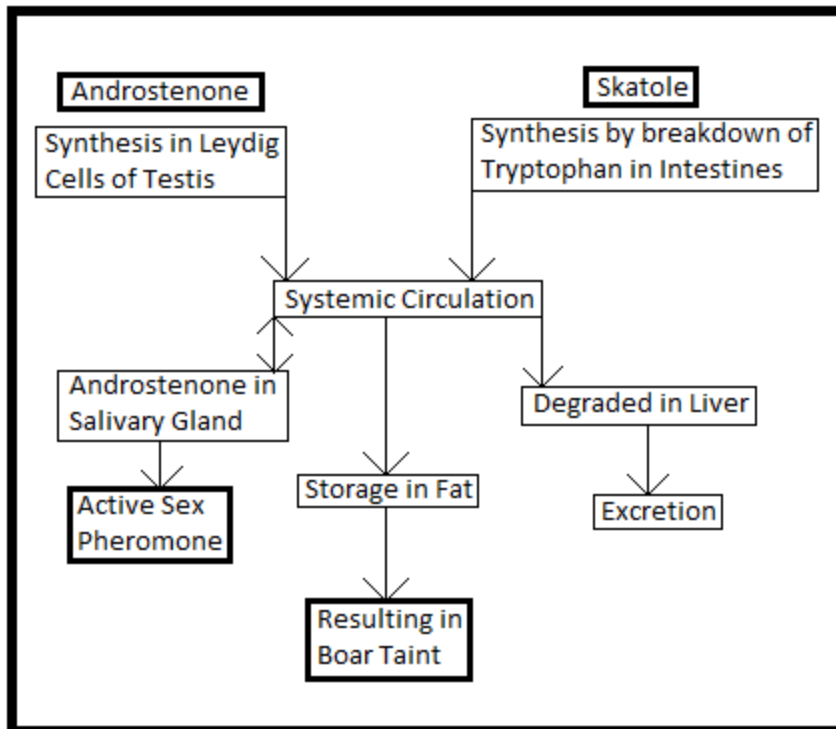 Androstenone
Skatole
Synthesis in Leydig
Cells of Testis
Synthesis by breakdown of
Tryptophan in Intestines
Systemic Circulation
Androstenone in
Salivary Gland
Degraded in Liver
Storage in Fat
Active Sex
Pheromone
Excretion
Resulting in
Boar Taint